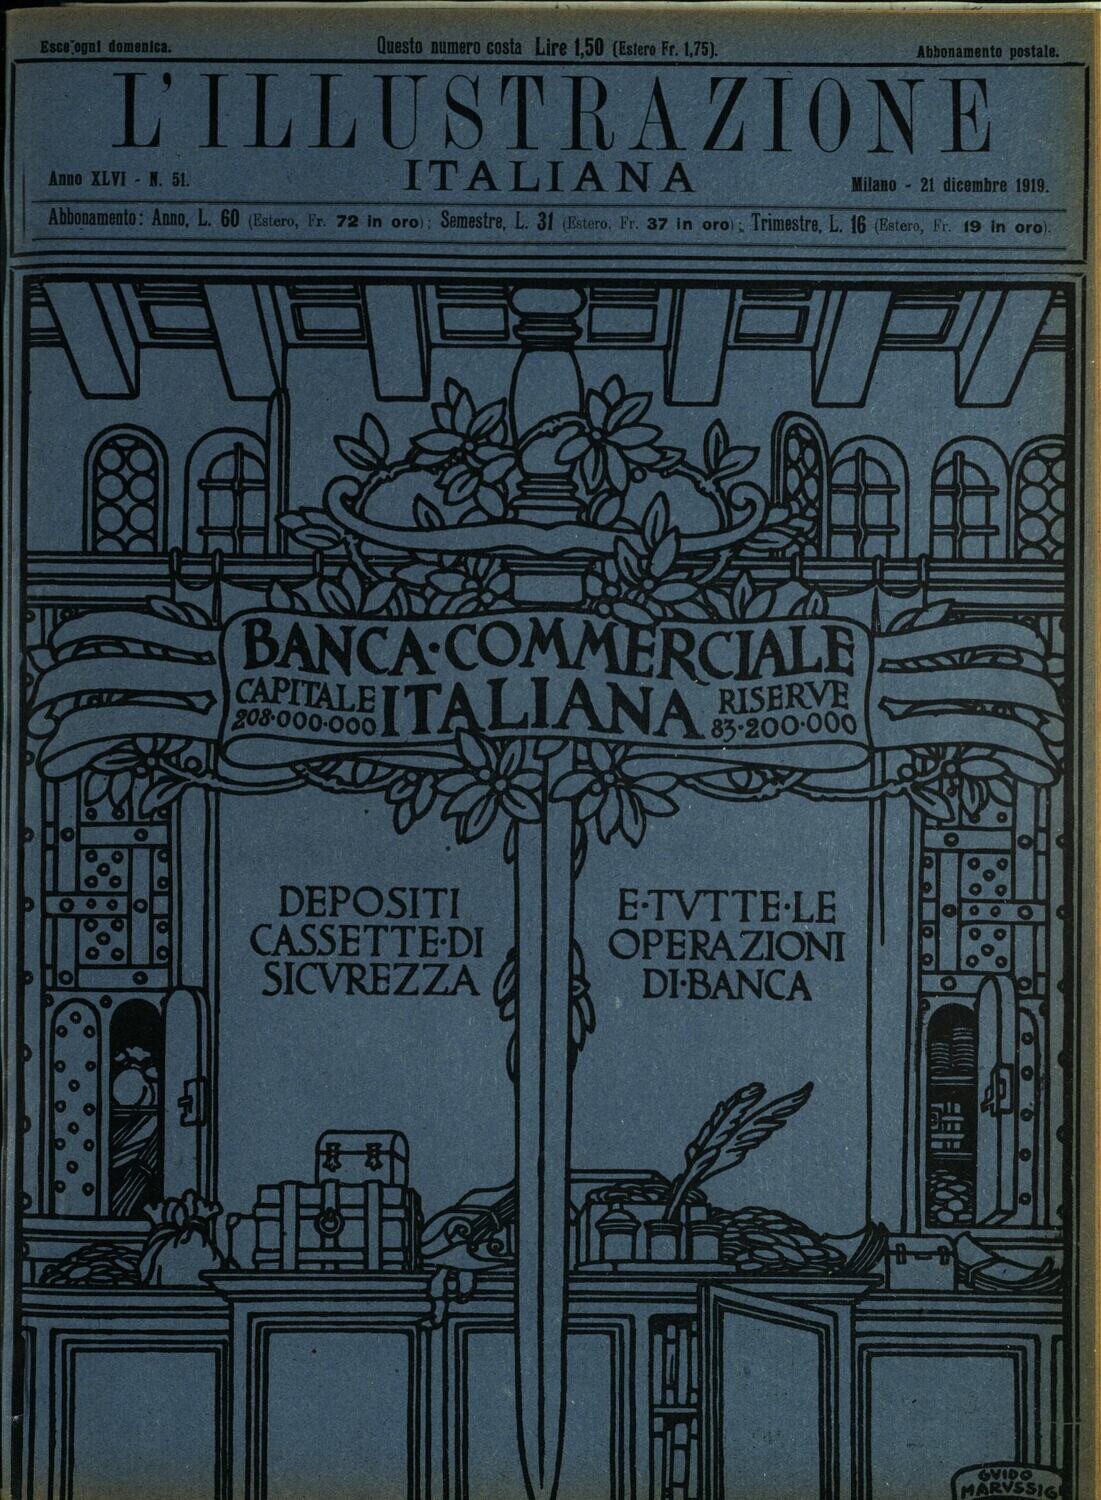 Esce ogni domenica.
Questo numero costa Lire 1,50 (Estero Fr. 1,75).
Abbonamento postale.
L'ILLUSTRAZIONE
ITALIANA
Anno XLVI - N. 51.
Milano - 21 dicembre 1919.
Abbonamento: Anno, L. 60 (Estero, Fr. 72 in oro); Semestre, L. 31 (Estero, Fr. 37 in oro); Trimestre, L. 16 (Estero, Fr. 19 in oro).
BANCA·COMMERCIALE
ITALIANA
CAPITALE
208·000·000
RISERVE
83·200·000
DEPOSITI
CASSETTE·DI
SICVREZZA
E·TVTTE·LE
OPERAZIONI
DI·BANCA
GVIDO
MARVSSIG